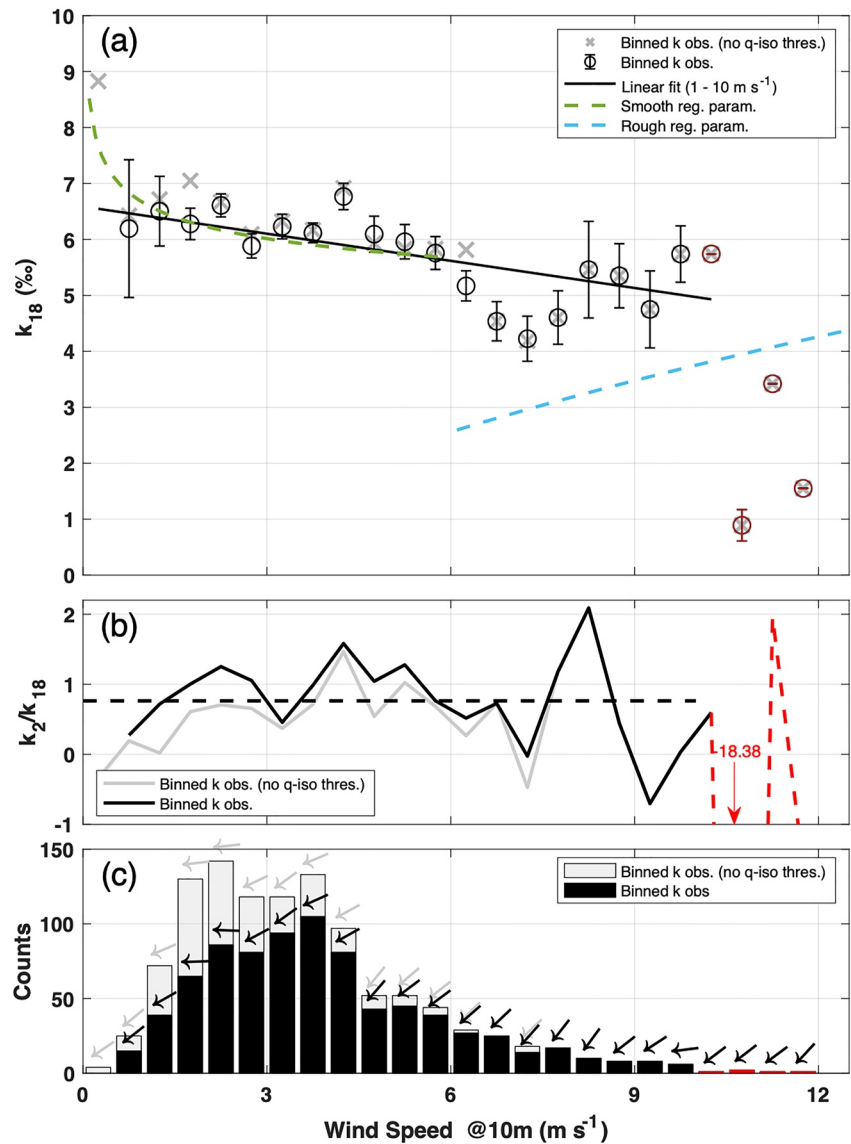 (a)
Binned k obs. (no q-iso thres.)
Binned k obs.
Linear fit (1 - 10 m s⁻¹)
Smooth reg. param.
Rough reg. param.
10
9
8
7
6
5
4
3
2
1
0
k₁₈ (‰)
(b)
2
1
0
-1
k₂/k₁₈
-18.38
Binned k obs. (no q-iso thres.)
Binned k obs.
(c)
Binned k obs. (no q-iso thres.)
Binned k obs
150
100
50
0
Counts
0 3 6 9 12
Wind Speed @10m (m s⁻¹)